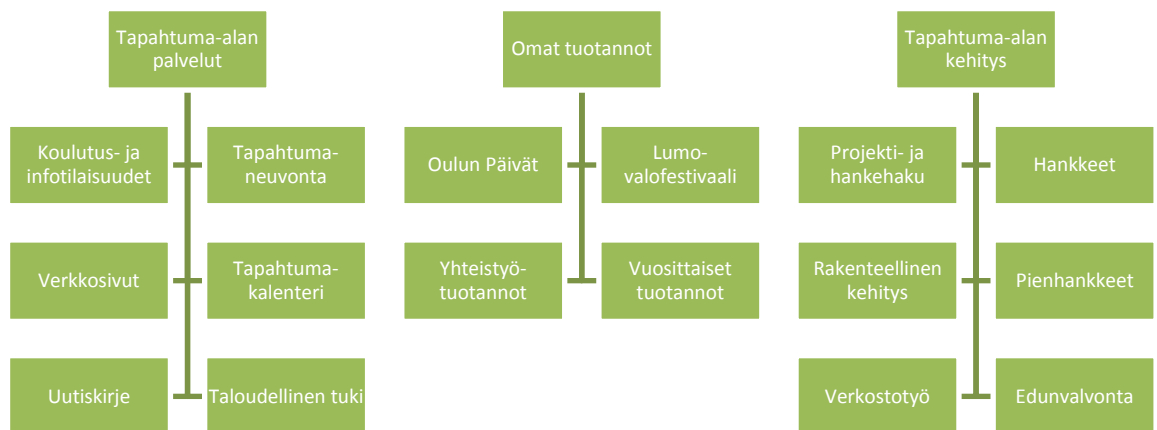 Tapahtuma-alan
palvelut
Koulutus- ja
infotilaisuudet
Tapahtuma-
neuvonta
Verkkosivut
Tapahtuma-
kalenteri
Uutiskirje
Taloudellinen tuki
Omat tuotannot
Oulun Päivät
Lumo-
valofestivaali
Yhteistyö-
tuotannot
Vuosittaiset
tuotannot
Tapahtuma-alan
kehitys
Projekti- ja
hankehaku
Hankkeet
Rakenteellinen
kehitys
Pienhankkeet
Verkostotyö
Edunvalvonta